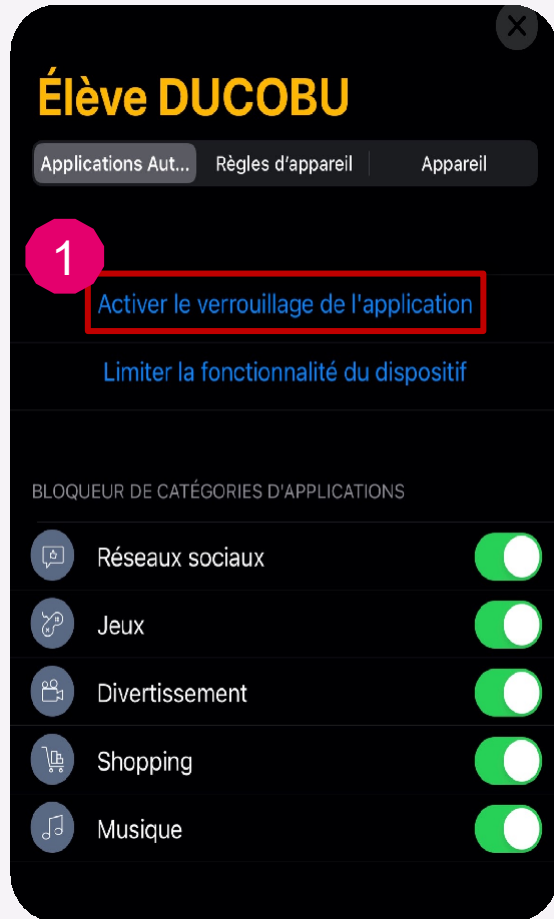 Élève DUCOBU
Applications Aut... Règles d'appareil Appareil
1
Activer le verrouillage de l'application
Limiter la fonctionnalité du dispositif
BLOQUEUR DE CATÉGORIES D'APPLICATIONS
Réseaux sociaux
Jeux
Divertissement
Shopping
Musique